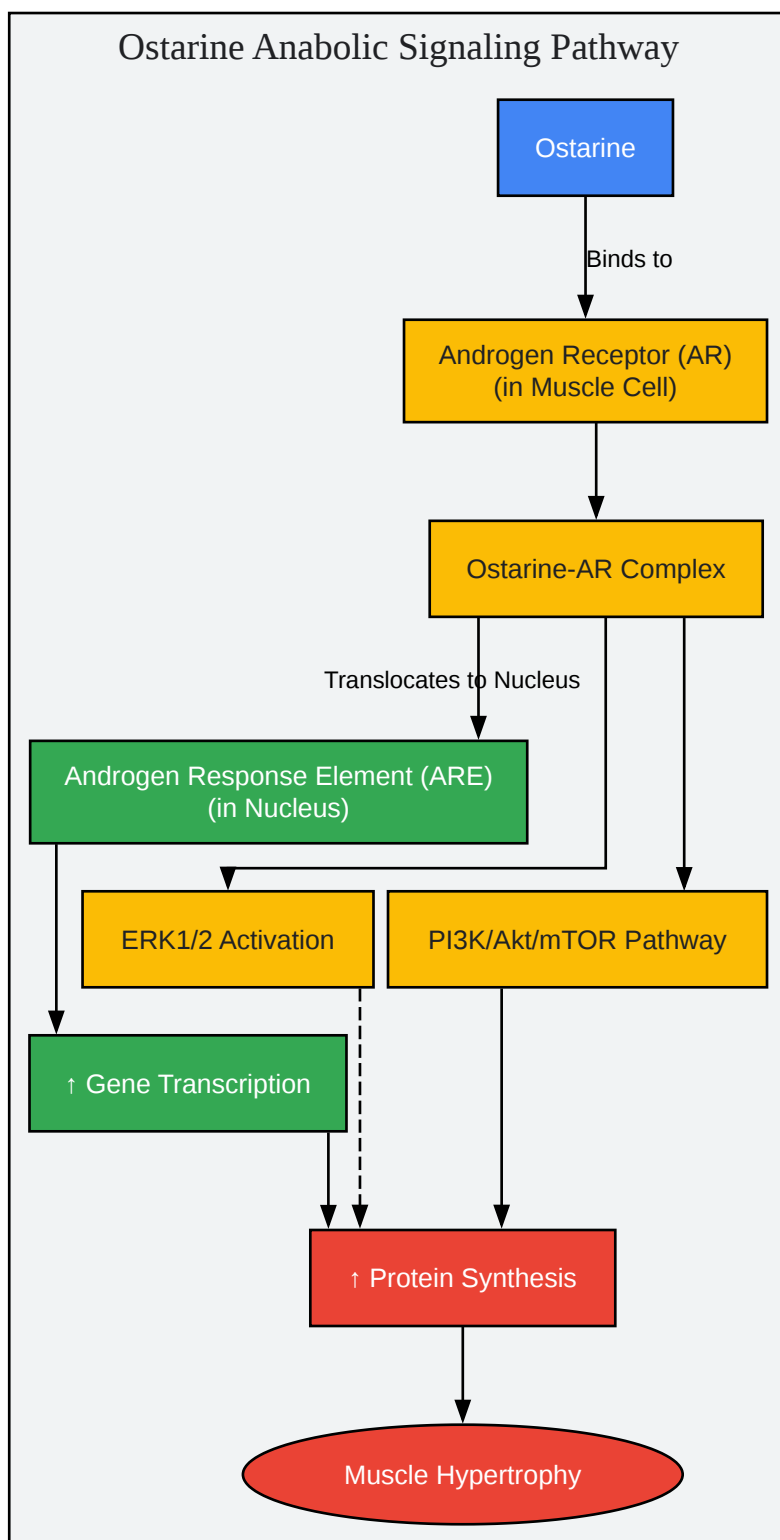 Ostarine Anabolic Signaling Pathway
Ostarine
Binds to
Androgen Receptor (AR)
(in Muscle Cell)
Ostarine-AR Complex
Translocates to Nucleus
Androgen Response Element (ARE)
(in Nucleus)
ERK1/2 Activation
PI3K/Akt/mTOR Pathway
↑ Gene Transcription
↑ Protein Synthesis
Muscle Hypertrophy